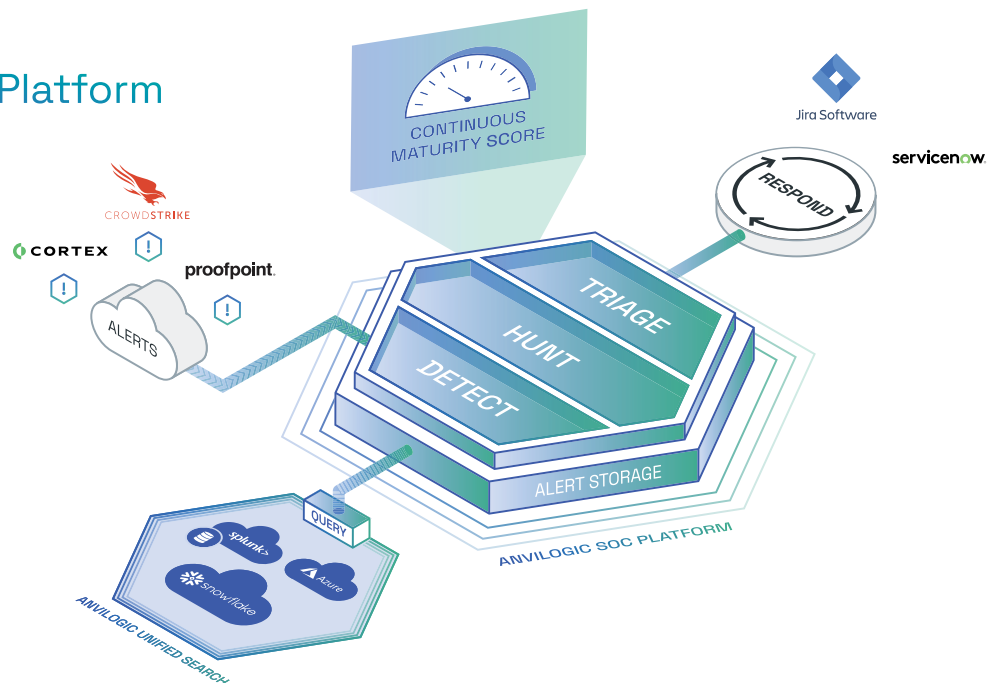 Platform
CONTINUOUS
MATURITY SCORE
Jira Software
servicenow.
RESPOND
CROWDSTRIKE
CORTEX
proofpoint.
ALERTS
TRIAGE
HUNT
DETECT
ALERT STORAGE
ANVILOGIC SOC PLATFORM
QUERY
splunk>
Azure
snowflake
ANVILOGIC UNIFIED SEARCH